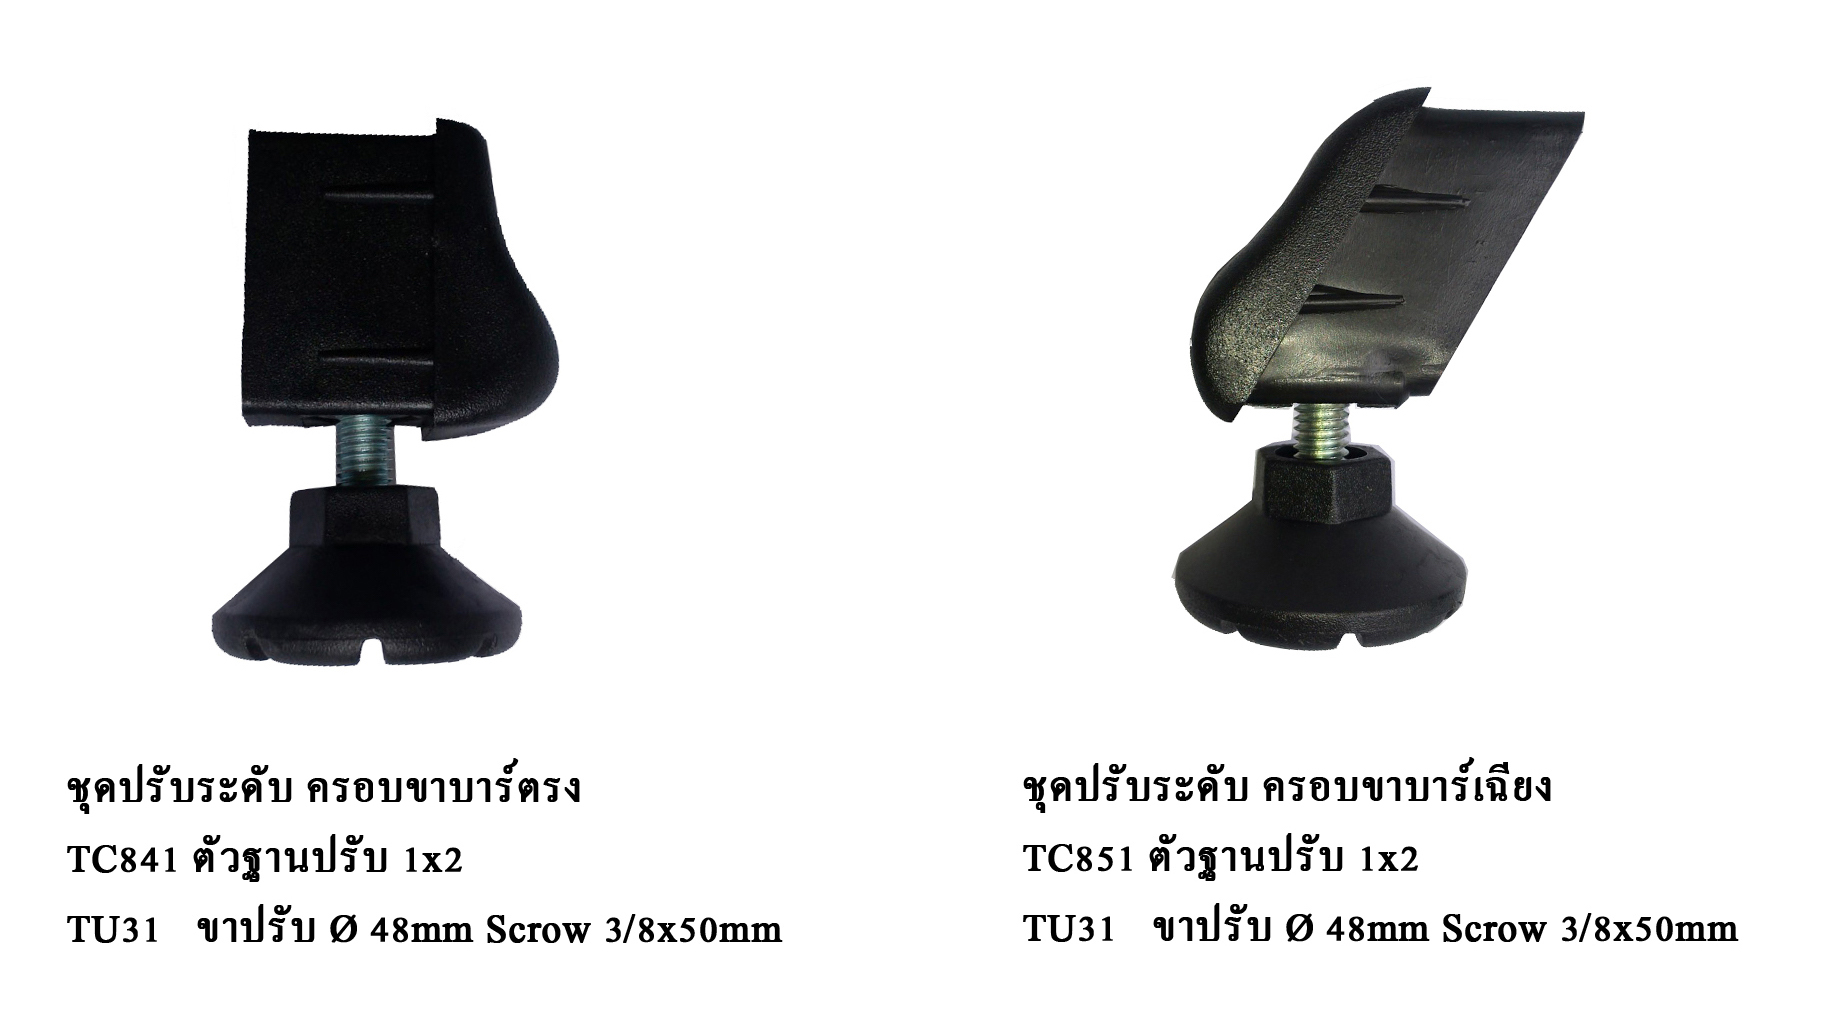 ชุดปรับระดับ ครอบขาบาร์ตรง
TC841 ตัวฐานปรับ 1x2
TU31 ขาปรับ Ø 48mm Scrow 3/8x50mm
ชุดปรับระดับ ครอบขาบาร์เฉียง
TC851 ตัวฐานปรับ 1x2
TU31 ขาปรับ Ø 48mm Scrow 3/8x50mm